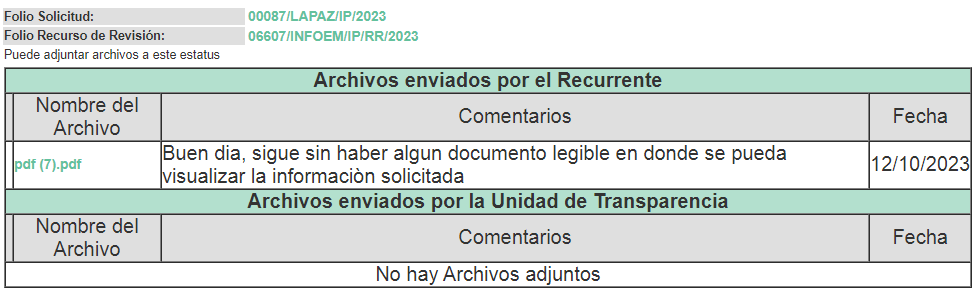 Folio Solicitud: 00087/LAPAZ/IP/2023
Folio Recurso de Revisión: 06607/INFOEM/IP/RR/2023
Puede adjuntar archivos a este estatus
Archivos enviados por el Recurrente
Nombre del
Archivo
Comentarios
Fecha
pdf (7).pdf
Buen dia, sigue sin haber algun documento legible en donde se pueda
visualizar la informaciòn solicitada
12/10/2023
Archivos enviados por la Unidad de Transparencia
Nombre del
Archivo
Comentarios
Fecha
No hay Archivos adjuntos